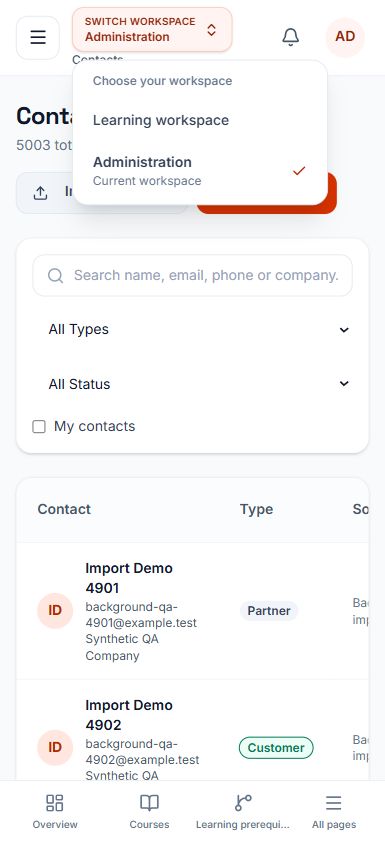 SWITCH WORKSPACE
Administration
AD
Contacts
Choose your workspace
Learning workspace
Administration
Current workspace
Conta
5003 tot
Search name, email, phone or company.
All Types
All Status
My contacts
Contact Type So
ID
Import Demo
4901
background-qa-
4901@example.test
Synthetic QA
Company
Partner
Import Demo
4902
background-qa-
4902@example.test
Synthetic QA
ID
Customer
Overview Courses Learning prerequi... All pages